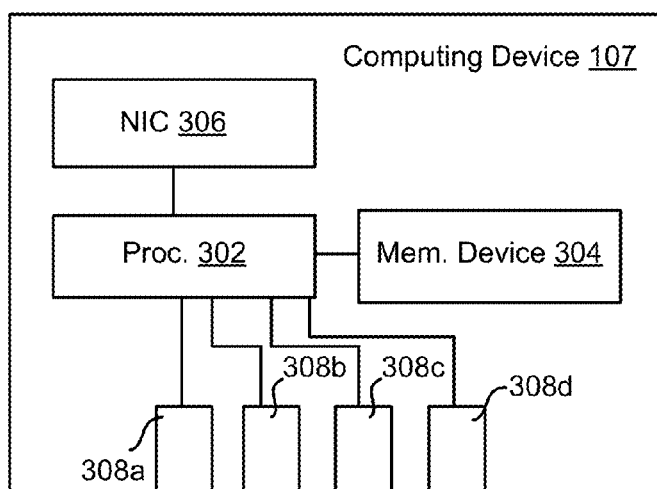 Computing Device 107
NIC 306
Proc. 302
Mem. Device 304
308b
308c
308d
308a